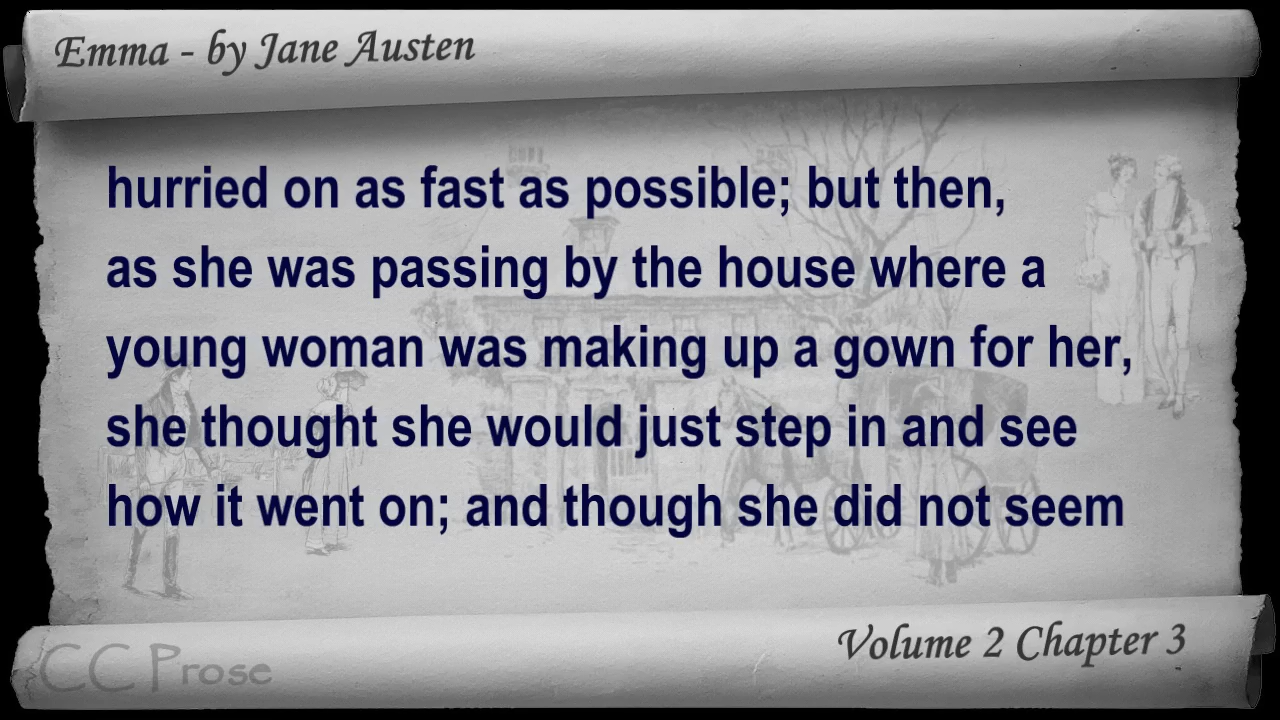 Emma - by Jane Austen
hurried on as fast as possible; but then,
as she was passing by the house where a
young woman was making up a gown for her,
she thought she would just step in and see
how it went on; and though she did not seem
Volume 2 Chapter 3
CC Prose